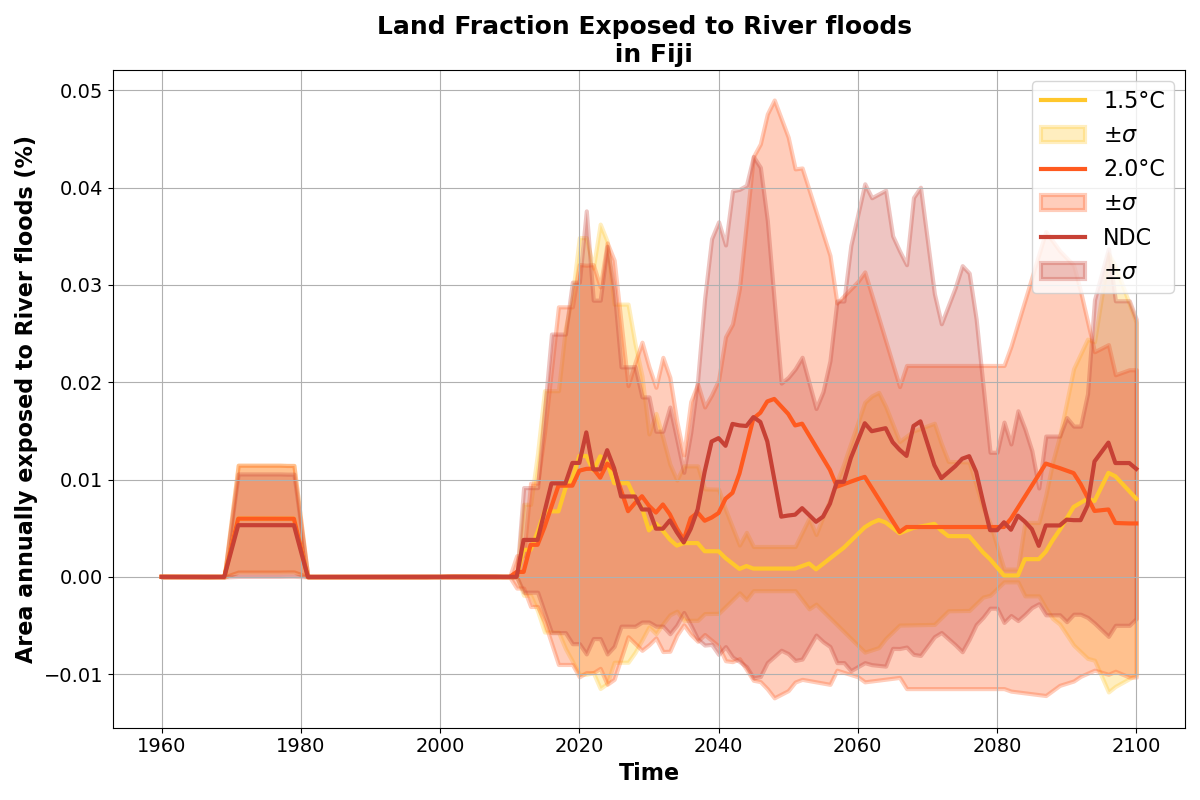 Land Fraction Exposed to River floods
in Fiji
Area annually exposed to River floods (%)
0.05
0.04
0.03
0.02
0.01
0.00
−0.01
1960
1980
2000
2020
2040
2060
2080
2100
Time
1.5°C
±σ
2.0°C
±σ
NDC
±σ